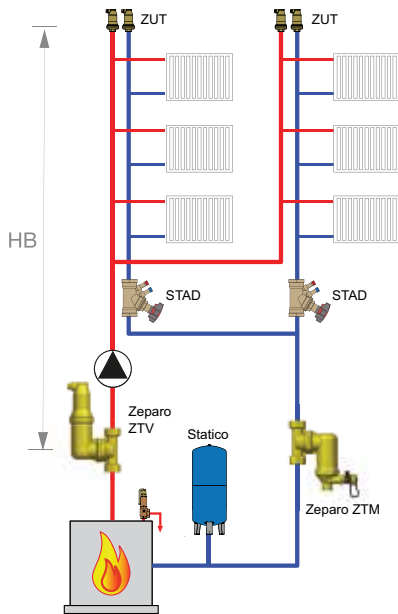 ZUT
ZUT
HB
STAD
STAD
Zeparo
ZTV
Statico
Zeparo ZTM